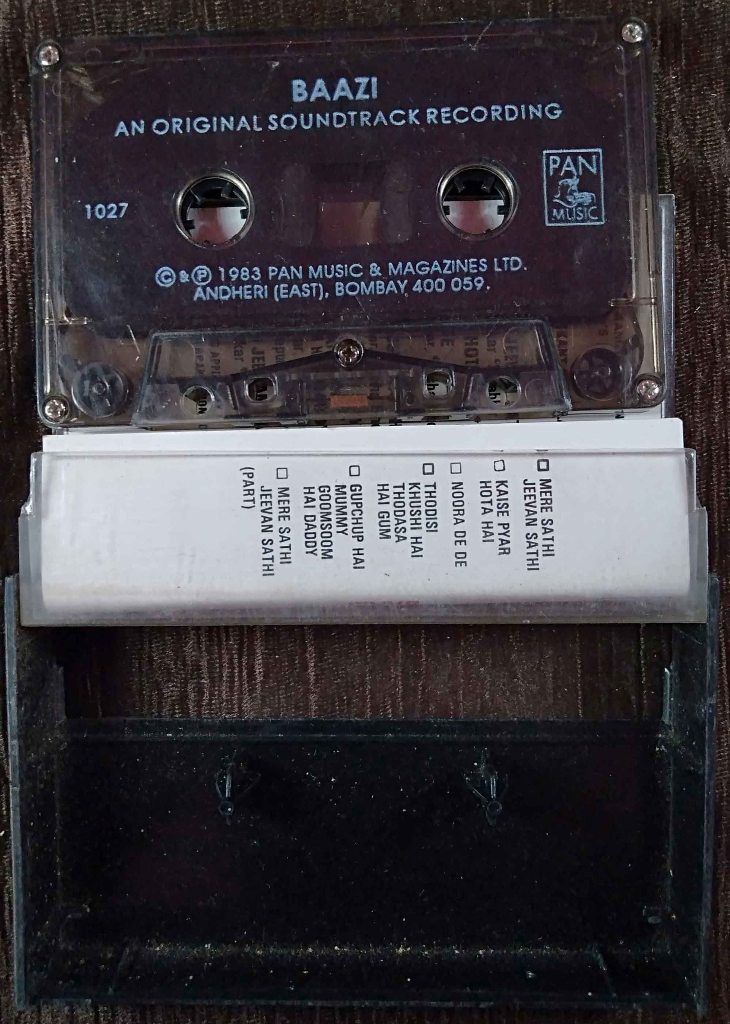 BAAZI
AN ORIGINAL SOUNDTRACK RECORDING
PAN
MUSIC
1027
© & ℗ 1983 PAN MUSIC & MAGAZINES LTD.
ANDHERI (EAST), BOMBAY 400 059.
□ MERE SATHI
JEEVAN SATHI
□ KAISE PYAR
HOTA HAI
□ NOORA DE DE
□ THODISI
KHUSHI HAI
THODASA
HAI GUM
□ GUPCHUP HAI
MUMMY
GOOMSOOM
HAI DADDY
□ MERE SATHI
JEEVAN SATHI
(PART)